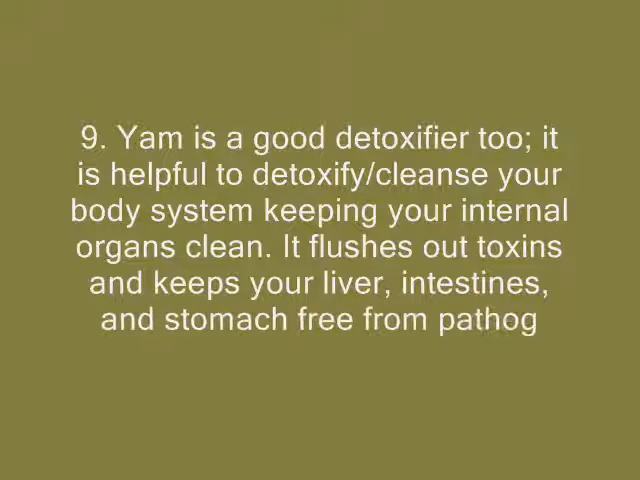 9. Yam is a good detoxifier too; it
is helpful to detoxify/cleanse your
body system keeping your internal
organs clean. It flushes out toxins
and keeps your liver, intestines,
and stomach free from pathog